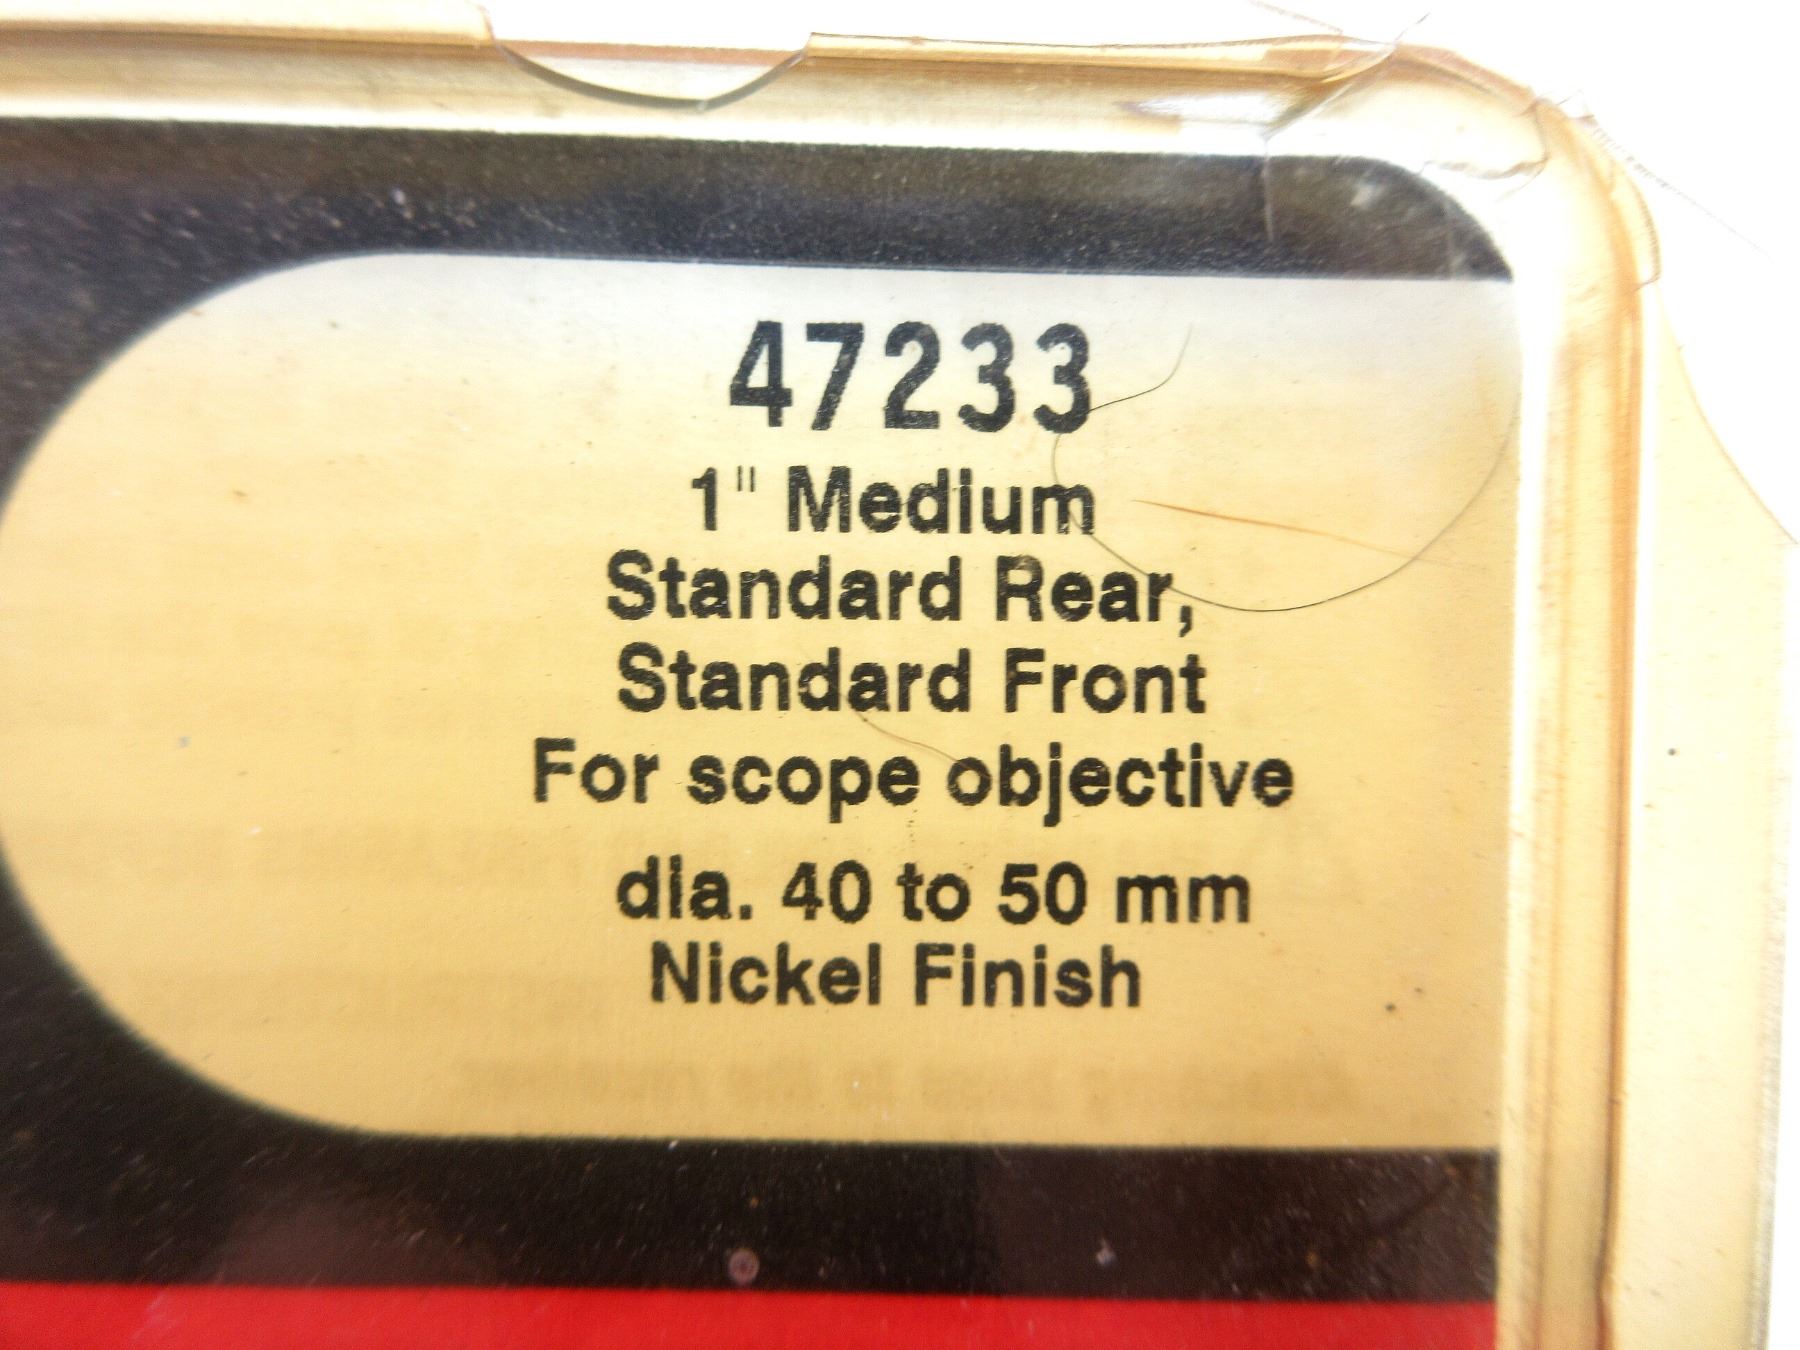 47233
1" Medium
Standard Rear,
Standard Front
For scope objective
dia. 40 to 50 mm
Nickel Finish